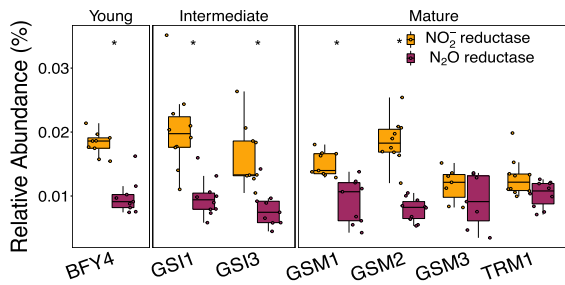 Young Intermediate Mature
* * * * *
NO₂⁻ reductase
N₂O reductase
Relative Abundance (%)
0.03
0.02
0.01
BFY4 GSI1 GSI3 GSM1 GSM2 GSM3 TRM1